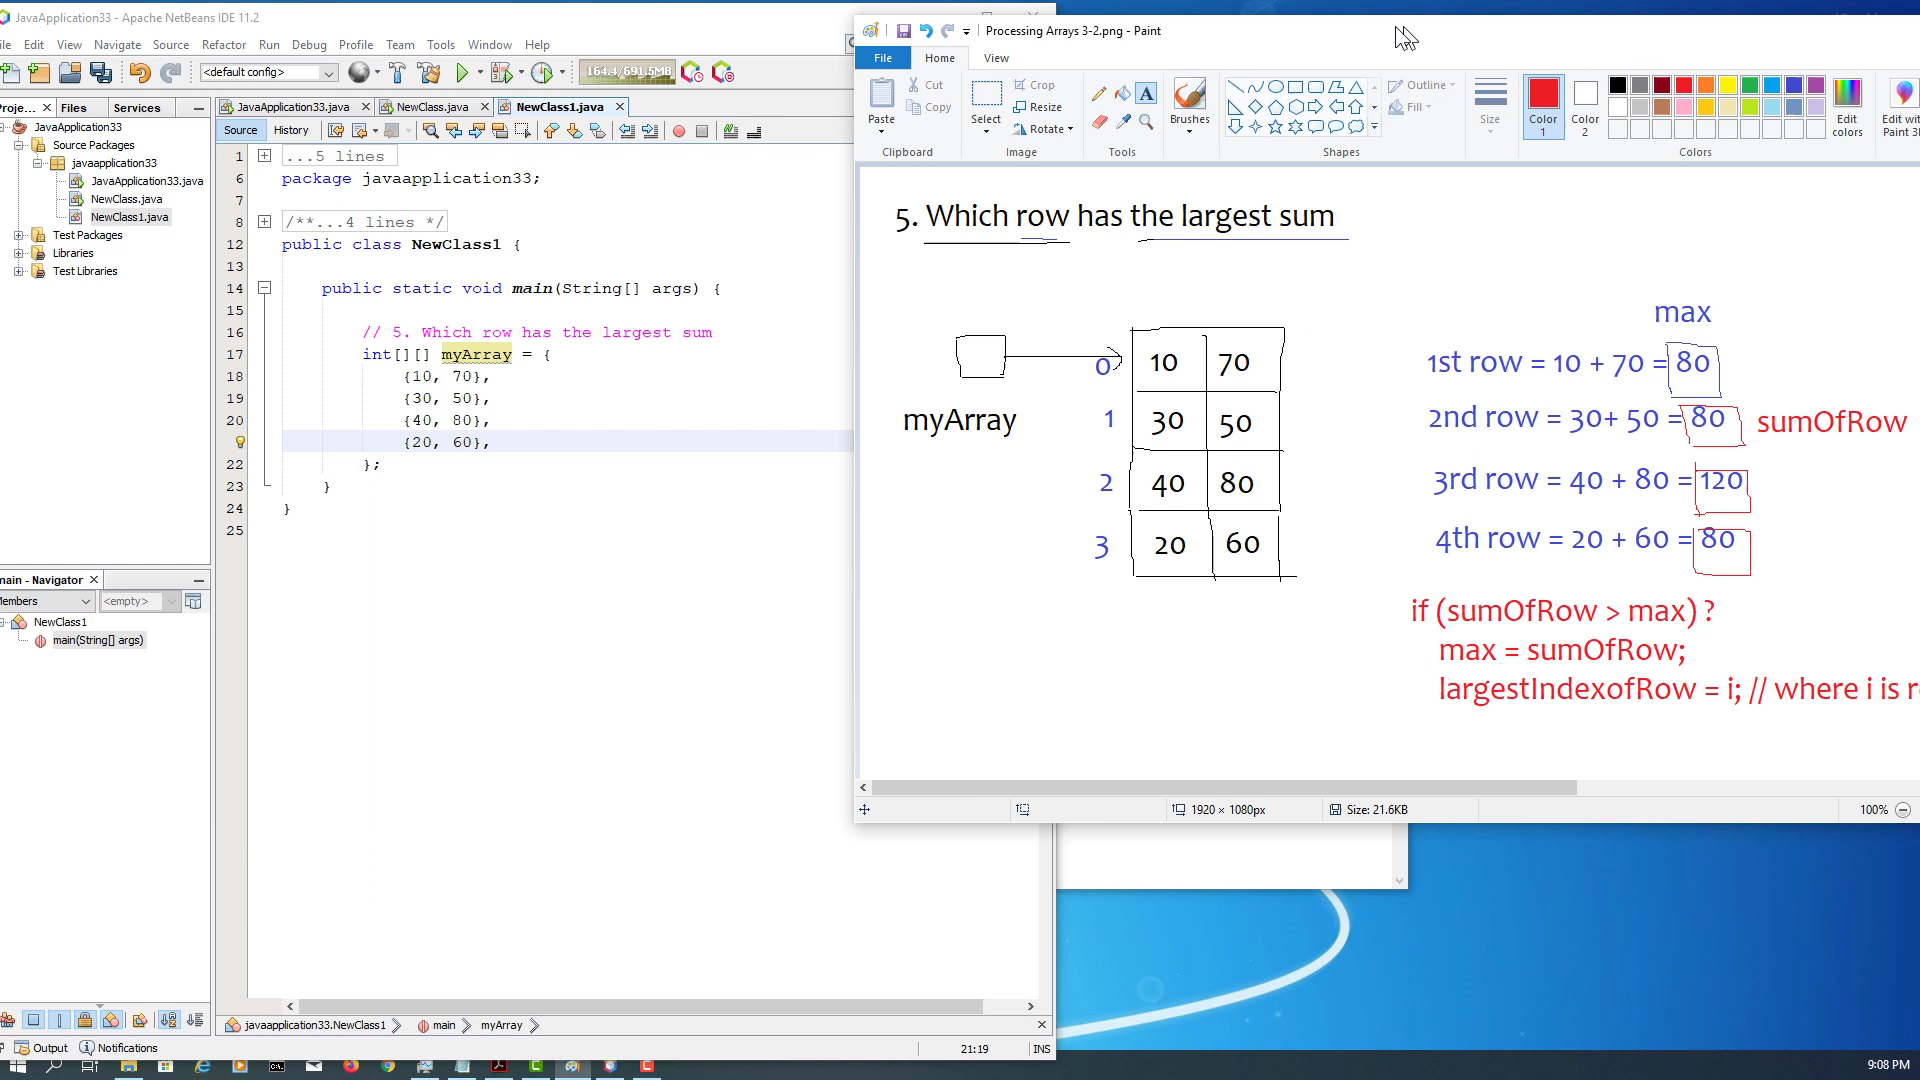 JavaApplication33 - Apache NetBeans IDE 11.2
ile Edit View Navigate Source Refactor Run Debug Profile Team Tools Window Help
<default config>
164.4/691.5MB
Proje... Files Services
JavaApplication33
Source Packages
javaapplication33
JavaApplication33.java
NewClass.java
NewClass1.java
Test Packages
Libraries
Test Libraries
main - Navigator
Members <empty>
NewClass1
main(String[] args)
JavaApplication33.java NewClass.java NewClass1.java
Source History
1 ...5 lines
6 package javaapplication33;
7
8 /**...4 lines */
12 public class NewClass1 {
13
14 public static void main(String[] args) {
15
16 // 5. Which row has the largest sum
17 int[][] myArray = {
18 {10, 70},
19 {30, 50},
20 {40, 80},
{20, 60},
22 };
23 }
24 }
25
javaapplication33.NewClass1 main myArray
Output Notifications
21:19 INS
Processing Arrays 3-2.png - Paint
File Home View
Paste Cut Copy
Clipboard
Select Crop Resize Rotate
Image
Tools
Brushes
Shapes
Outline Fill
Size
Color 1
Color 2
Colors
Edit colors
Edit wit
Paint 3
5. Which row has the largest sum
max
0 10 70 1st row = 10 + 70 = 80
myArray 1 30 50 2nd row = 30+ 50 = 80 sumOfRow
2 40 80 3rd row = 40 + 80 = 120
3 20 60 4th row = 20 + 60 = 80
if (sumOfRow > max) ?
max = sumOfRow;
largestIndexofRow = i; // where i is r
1920 × 1080px Size: 21.6KB 100%
9:08 PM